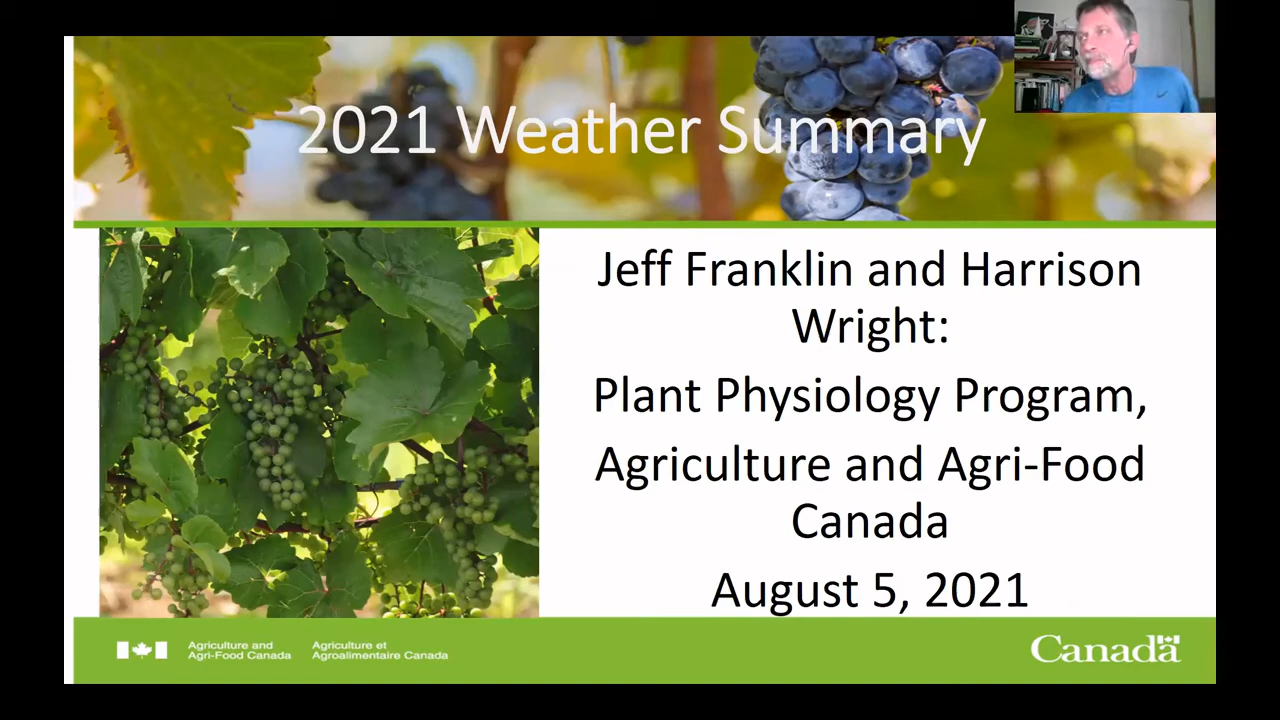 2021 Weather Summary
Jeff Franklin and Harrison
Wright:
Plant Physiology Program,
Agriculture and Agri-Food
Canada
August 5, 2021
Agriculture and
Agri-Food Canada
Agriculture et
Agroalimentaire Canada
Canada